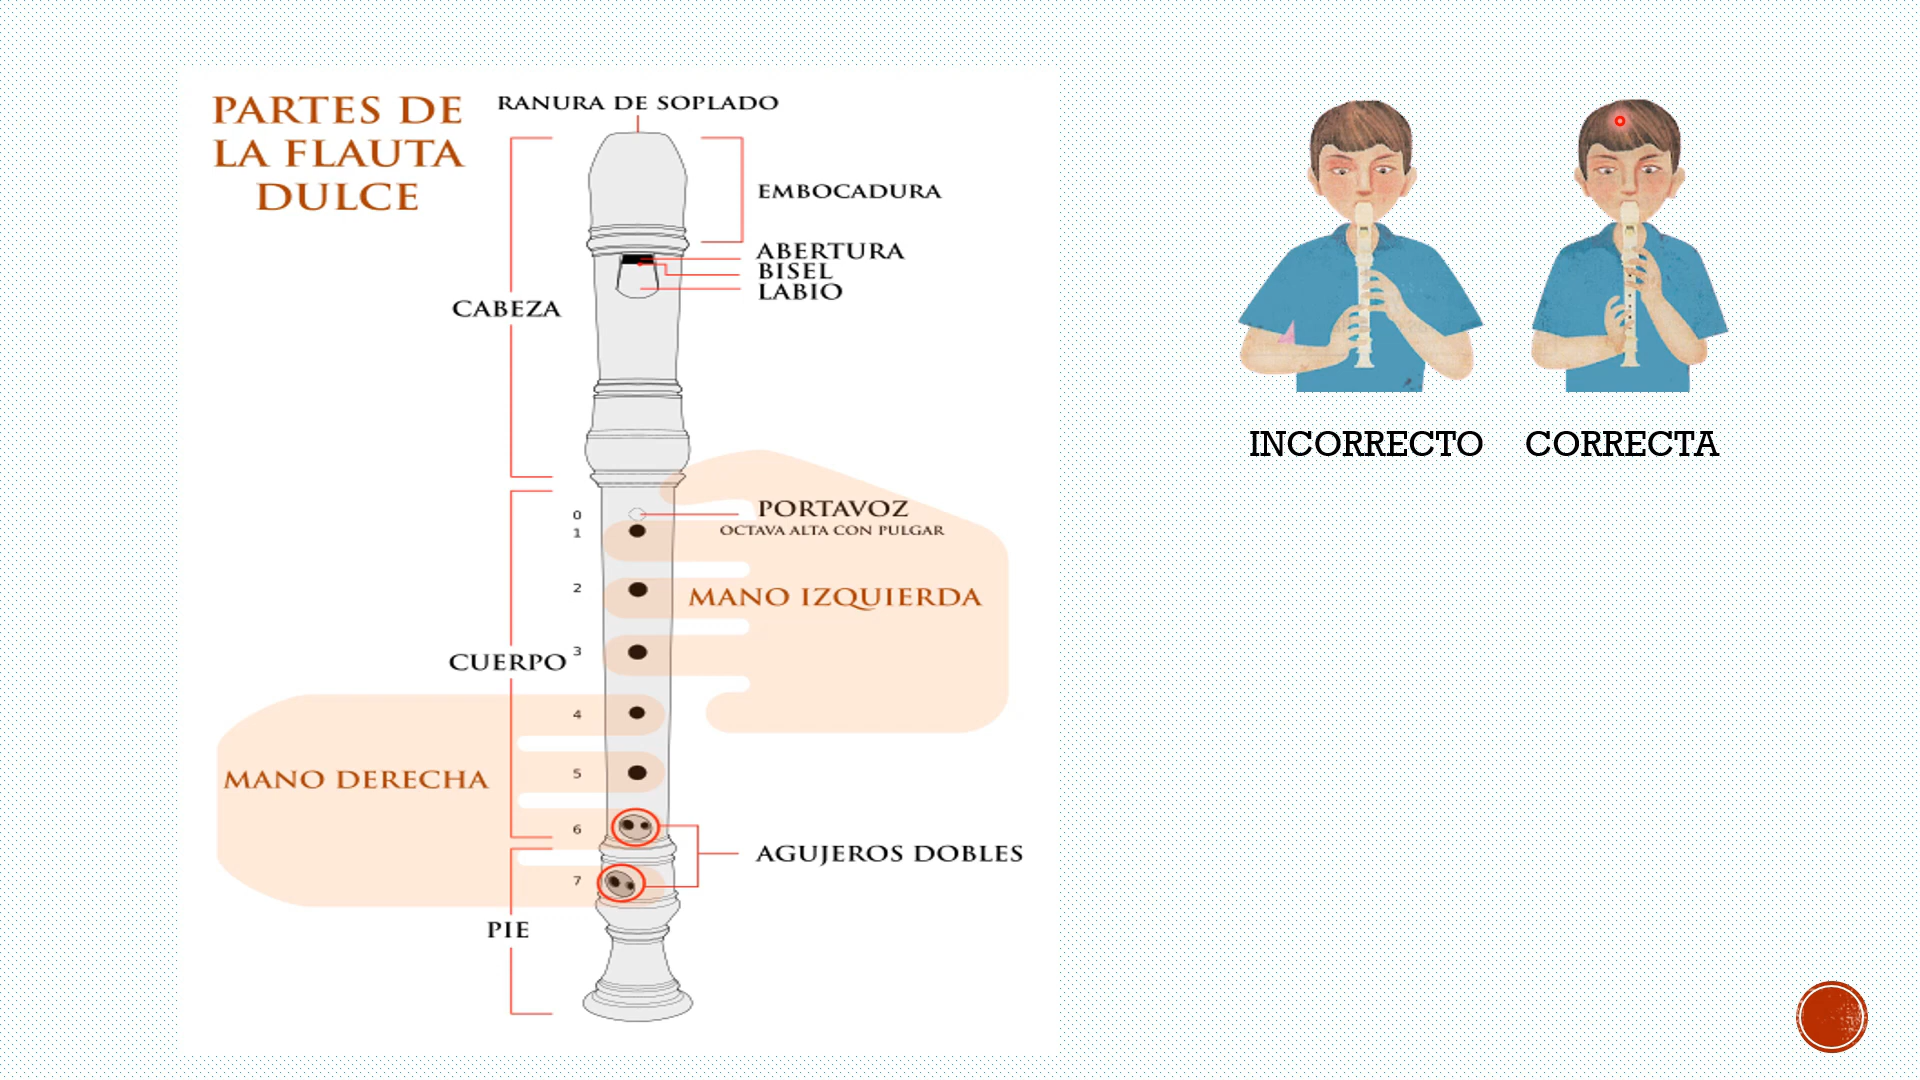 PARTES DE
LA FLAUTA
DULCE
RANURA DE SOPLADO
EMBOCADURA
ABERTURA
BISEL
LABIO
CABEZA
0
1
PORTAVOZ
OCTAVA ALTA CON PULGAR
2
MANO IZQUIERDA
3
CUERPO
4
5
MANO DERECHA
6
AGUJEROS DOBLES
7
PIE
INCORRECTO
CORRECTA